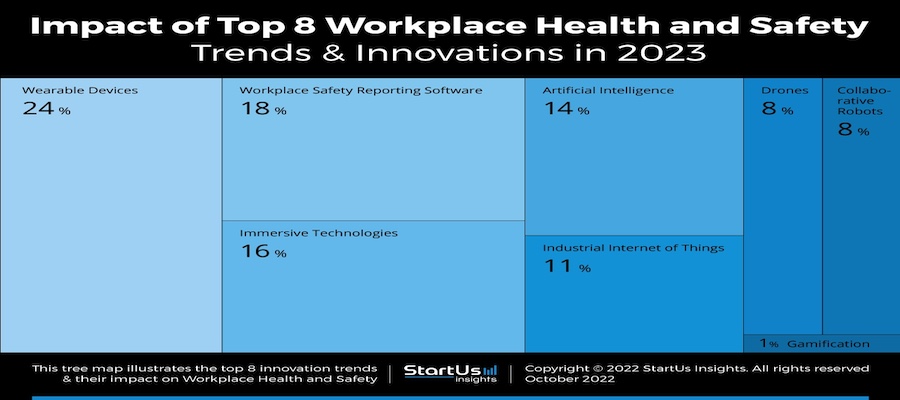 Impact of Top 8 Workplace Health and Safety
Trends & Innovations in 2023
Wearable Devices
24 %
Workplace Safety Reporting Software
18 %
Immersive Technologies
16 %
Artificial Intelligence
14 %
Industrial Internet of Things
11 %
Drones
8 %
Collabo-
rative
Robots
8 %
1% Gamification
This tree map illustrates the top 8 innovation trends
& their impact on Workplace Health and Safety
StartUs
insights
Copyright © 2022 StartUs Insights. All rights reserved
October 2022